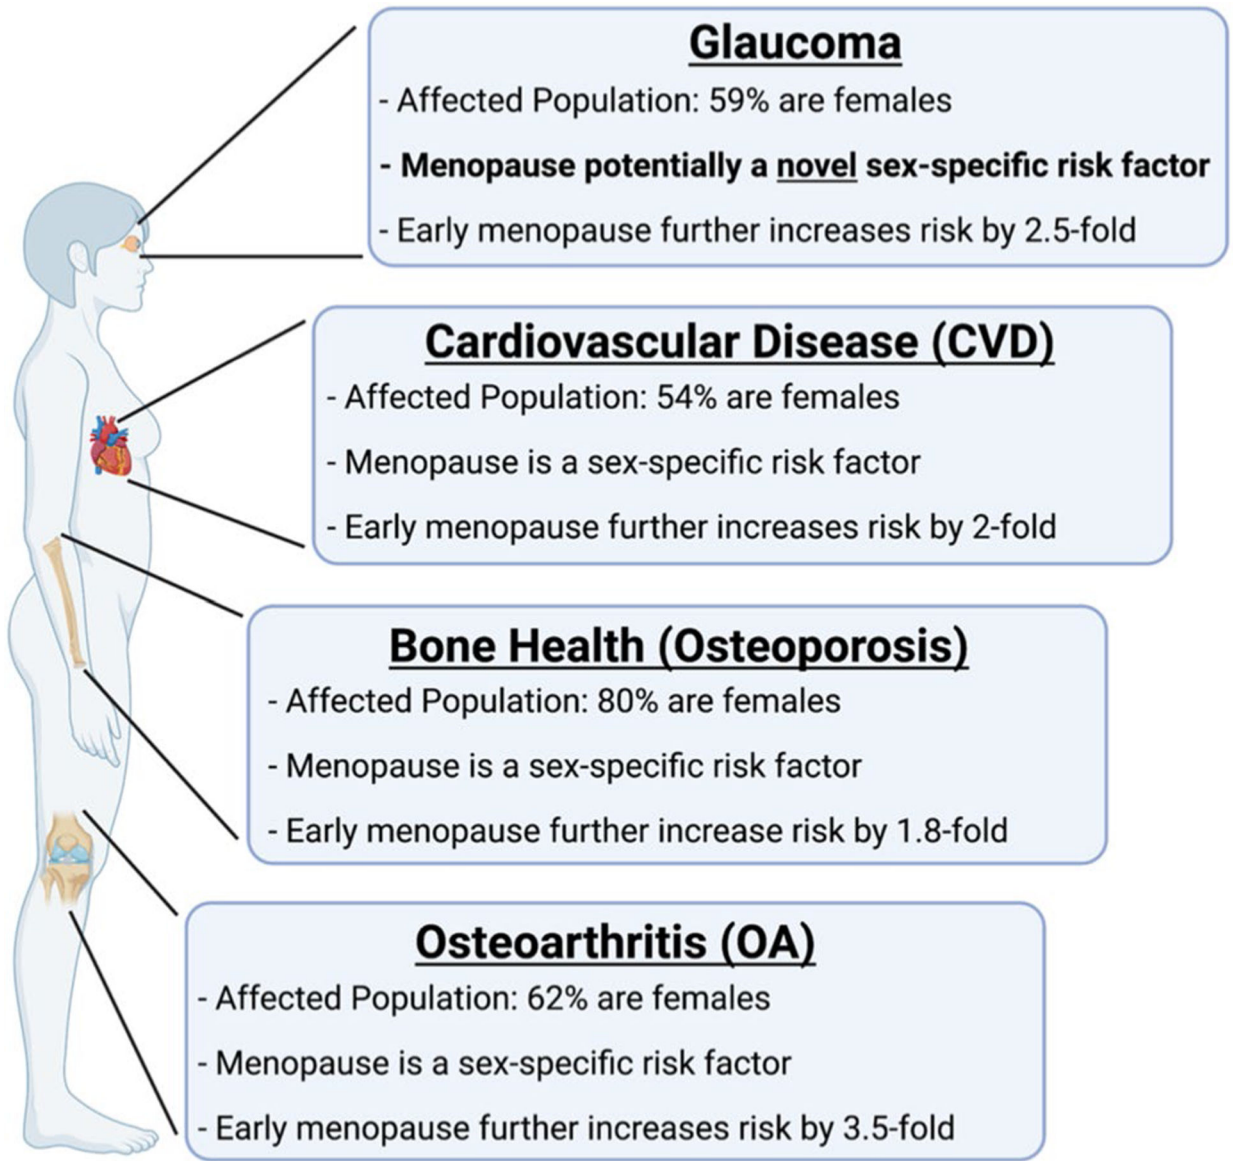 Glaucoma
- Affected Population: 59% are females
- Menopause potentially a novel sex-specific risk factor
- Early menopause further increases risk by 2.5-fold
Cardiovascular Disease (CVD)
- Affected Population: 54% are females
- Menopause is a sex-specific risk factor
- Early menopause further increases risk by 2-fold
Bone Health (Osteoporosis)
- Affected Population: 80% are females
- Menopause is a sex-specific risk factor
- Early menopause further increase risk by 1.8-fold
Osteoarthritis (OA)
- Affected Population: 62% are females
- Menopause is a sex-specific risk factor
- Early menopause further increases risk by 3.5-fold